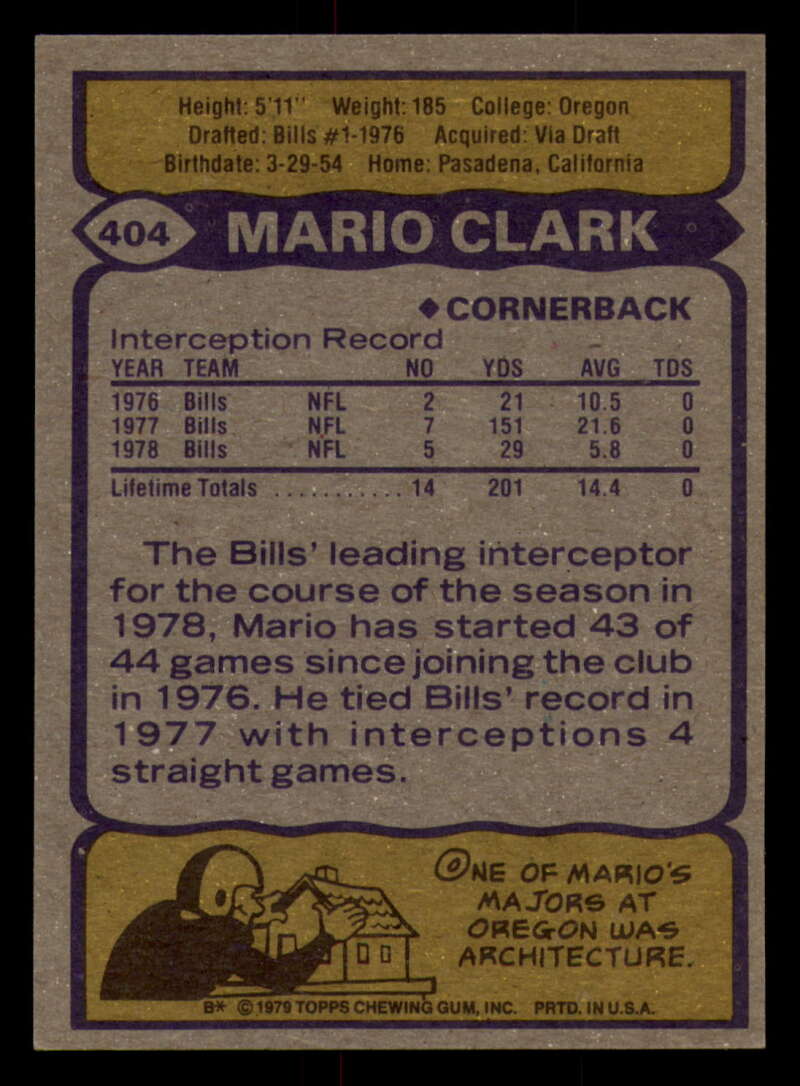 Height: 5'11" Weight: 185 College: Oregon
Drafted: Bills #1-1976 Acquired: Via Draft
Birthdate: 3-29-54 Home: Pasadena, California
404 MARIO CLARK
♦ CORNERBACK
Interception Record
YEAR TEAM NO YDS AVG TDS
1976 Bills NFL 2 21 10.5 0
1977 Bills NFL 7 151 21.6 0
1978 Bills NFL 5 29 5.8 0
Lifetime Totals ........... 14 201 14.4 0
The Bills' leading interceptor
for the course of the season in
1978, Mario has started 43 of
44 games since joining the club
in 1976. He tied Bills' record in
1977 with interceptions 4
straight games.
ONE OF MARIO'S
MAJORS AT
OREGON WAS
ARCHITECTURE.
B* ©1979 TOPPS CHEWING GUM, INC. PRTD. IN U.S.A.